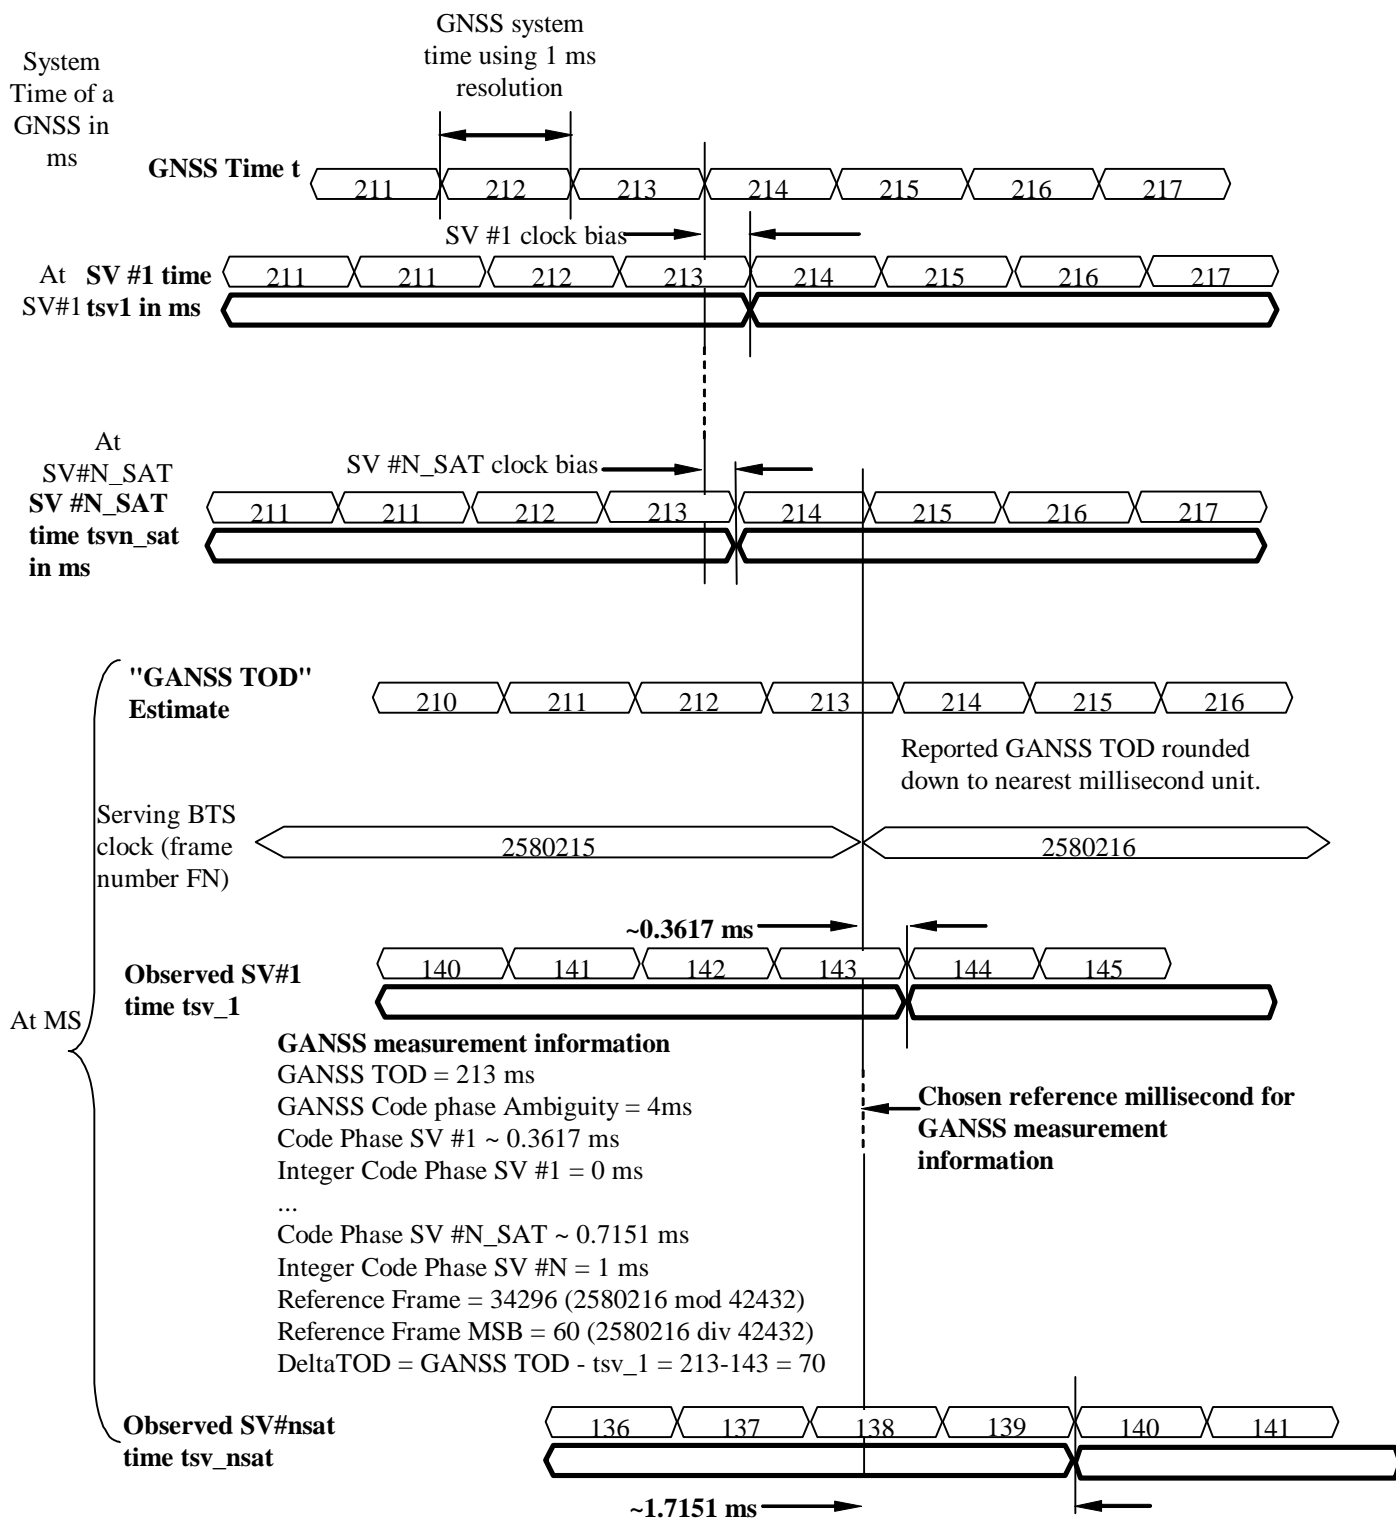 GNSS system
time using 1 ms
resolution
System
Time of a
GNSS in
ms
GNSS Time t
211 212 213 214 215 216 217
SV #1 clock bias
At SV #1 time
SV#1 tsv1 in ms
211 211 212 213 214 215 216 217
At
SV#N_SAT
SV #N_SAT clock bias
SV #N_SAT
time tsvn_sat
in ms
211 211 212 213 214 215 216 217
"GANSS TOD"
Estimate
210 211 212 213 214 215 216
Reported GANSS TOD rounded
down to nearest millisecond unit.
Serving BTS
clock (frame
number FN)
2580215 2580216
~0.3617 ms
Observed SV#1
time tsv_1
140 141 142 143 144 145
At MS
GANSS measurement information
GANSS TOD = 213 ms
GANSS Code phase Ambiguity = 4ms
Code Phase SV #1 ~ 0.3617 ms
Integer Code Phase SV #1 = 0 ms
...
Code Phase SV #N_SAT ~ 0.7151 ms
Integer Code Phase SV #N = 1 ms
Reference Frame = 34296 (2580216 mod 42432)
Reference Frame MSB = 60 (2580216 div 42432)
DeltaTOD = GANSS TOD - tsv_1 = 213-143 = 70
Chosen reference millisecond for
GANSS measurement
information
Observed SV#nsat
time tsv_nsat
136 137 138 139 140 141
~1.7151 ms